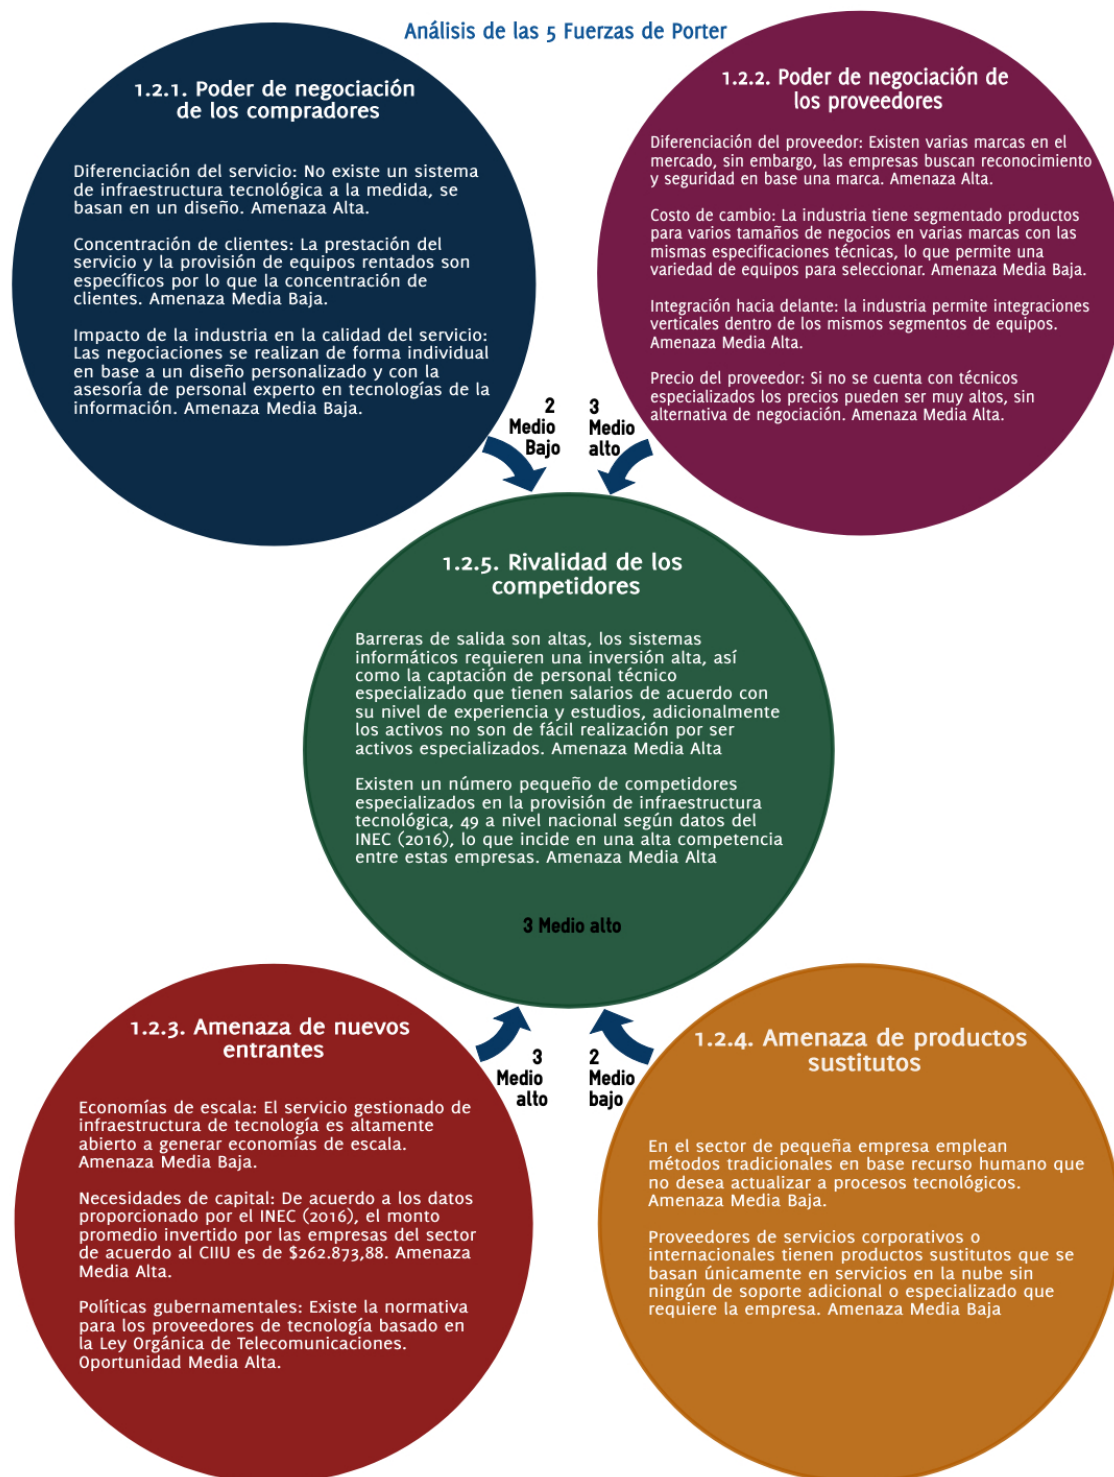 Análisis de las 5 Fuerzas de Porter
1.2.1. Poder de negociación
de los compradores
Diferenciación del servicio: No existe un sistema
de infraestructura tecnológica a la medida, se
basan en un diseño. Amenaza Alta.
Concentración de clientes: La prestación del
servicio y la provisión de equipos rentados son
específicos por lo que la concentración de
clientes. Amenaza Media Baja.
Impacto de la industria en la calidad del servicio:
Las negociaciones se realizan de forma individual
en base a un diseño personalizado y con la
asesoría de personal experto en tecnologías de la
información. Amenaza Media Baja.
2
Medio
Bajo
1.2.2. Poder de negociación de
los proveedores
Diferenciación del proveedor: Existen varias marcas en el
mercado, sin embargo, las empresas buscan reconocimiento
y seguridad en base una marca. Amenaza Alta.
Costo de cambio: La industria tiene segmentado productos
para varios tamaños de negocios en varias marcas con las
mismas especificaciones técnicas, lo que permite una
variedad de equipos para seleccionar. Amenaza Media Baja.
Integración hacia delante: la industria permite integraciones
verticales dentro de los mismos segmentos de equipos.
Amenaza Media Alta.
Precio del proveedor: Si no se cuenta con técnicos
especializados los precios pueden ser muy altos, sin
alternativa de negociación. Amenaza Media Alta.
3
Medio
alto
1.2.5. Rivalidad de los
competidores
Barreras de salida son altas, los sistemas
informáticos requieren una inversión alta, así
como la captación de personal técnico
especializado que tienen salarios de acuerdo con
su nivel de experiencia y estudios, adicionalmente
los activos no son de fácil realización por ser
activos especializados. Amenaza Media Alta
Existen un número pequeño de competidores
especializados en la provisión de infraestructura
tecnológica, 49 a nivel nacional según datos del
INEC (2016), lo que incide en una alta competencia
entre estas empresas. Amenaza Media Alta
3 Medio alto
1.2.3. Amenaza de nuevos
entrantes
Economías de escala: El servicio gestionado de
infraestructura de tecnología es altamente
abierto a generar economías de escala.
Amenaza Media Baja.
Necesidades de capital: De acuerdo a los datos
proporcionado por el INEC (2016), el monto
promedio invertido por las empresas del sector
de acuerdo al CIIU es de $262.873,88. Amenaza
Media Alta.
Políticas gubernamentales: Existe la normativa
para los proveedores de tecnología basado en
la Ley Orgánica de Telecomunicaciones.
Oportunidad Media Alta.
3
Medio
alto
1.2.4. Amenaza de productos
sustitutos
En el sector de pequeña empresa emplean
métodos tradicionales en base recurso humano que
no desea actualizar a procesos tecnológicos.
Amenaza Media Baja.
Proveedores de servicios corporativos o
internacionales tienen productos sustitutos que se
basan únicamente en servicios en la nube sin
ningún de soporte adicional o especializado que
requiere la empresa. Amenaza Media Baja
2
Medio
bajo